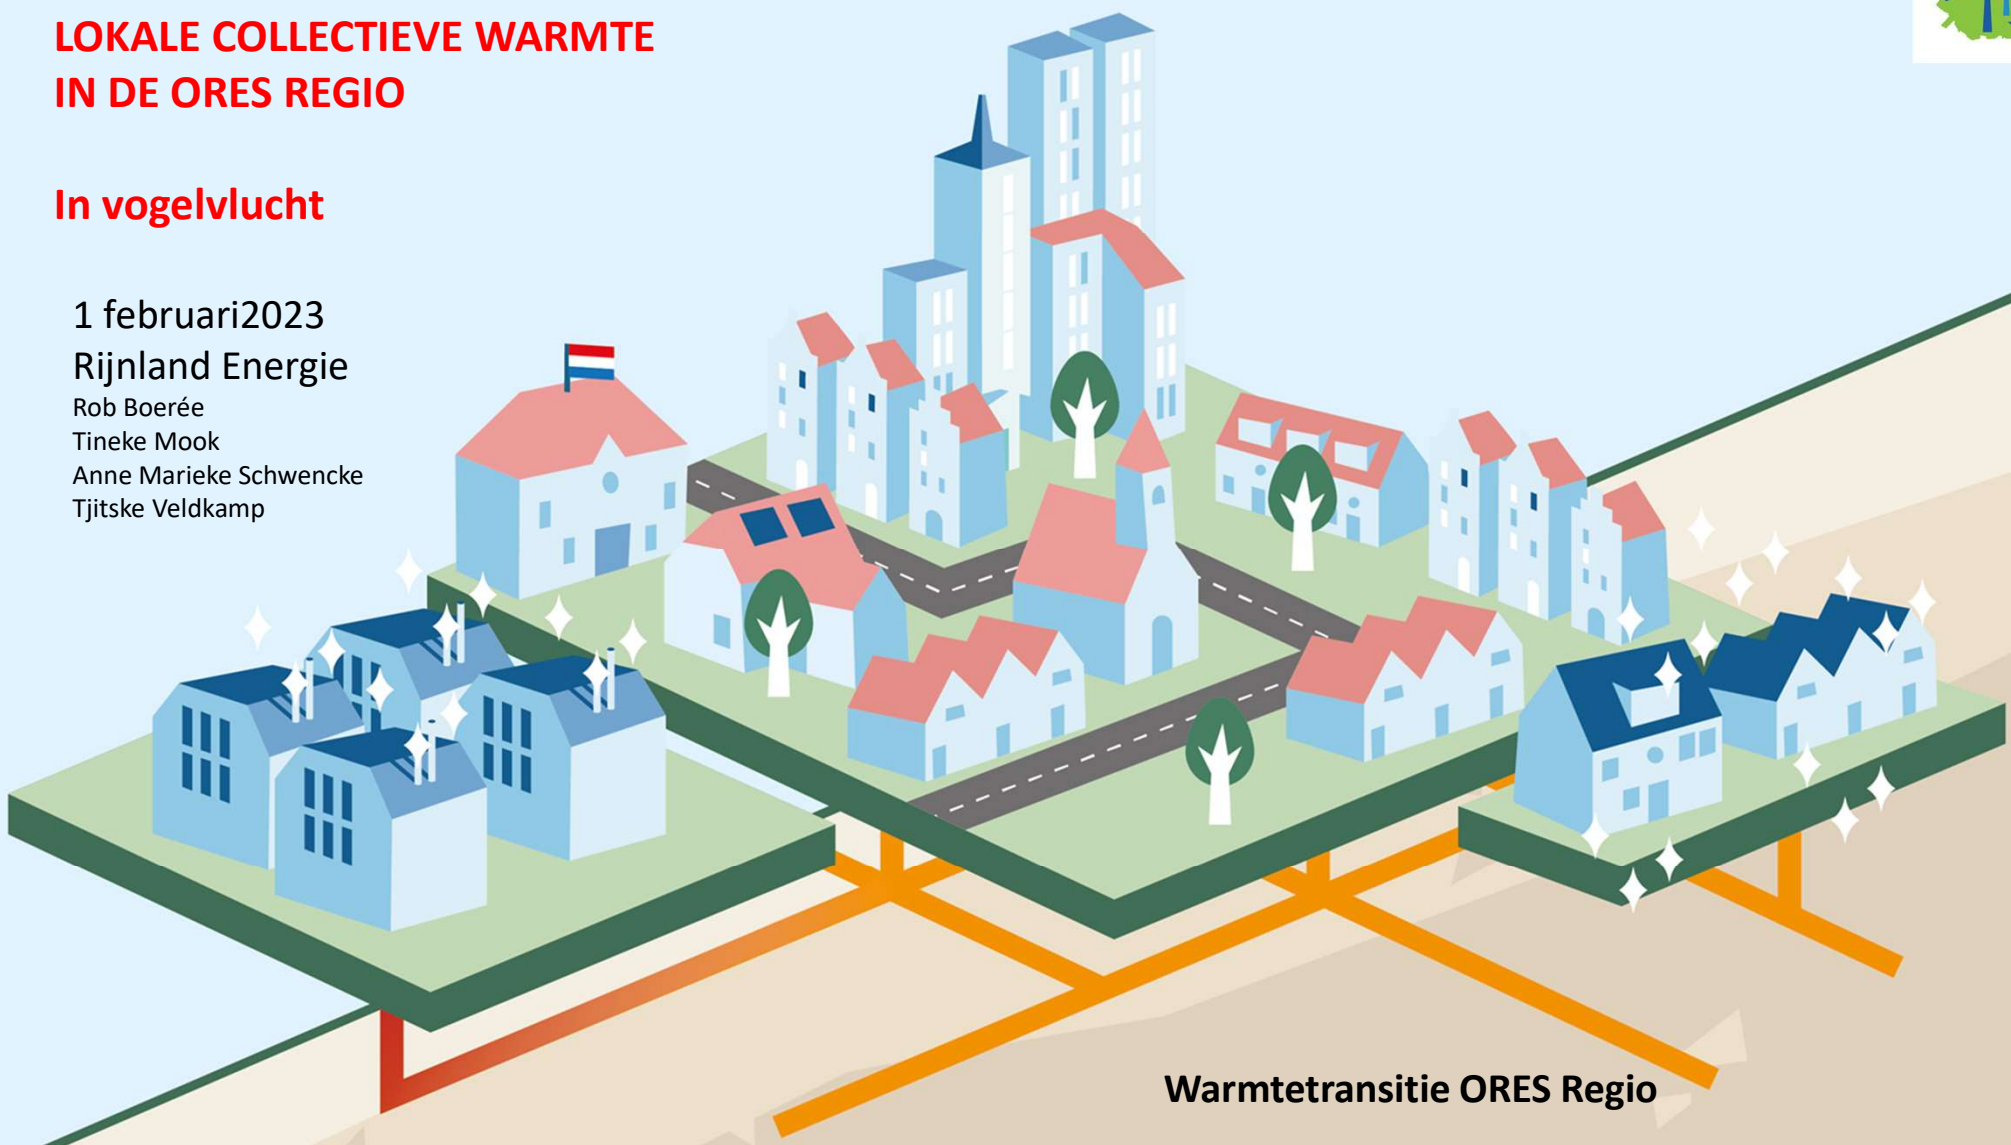 LOKALE COLLECTIEVE WARMTE
IN DE ORES REGIO
In vogelvlucht
1 februari2023
Rijnland Energie
Rob Boerée
Tineke Mook
Anne Marieke Schwencke
Tjitske Veldkamp
Warmtetransitie ORES Regio